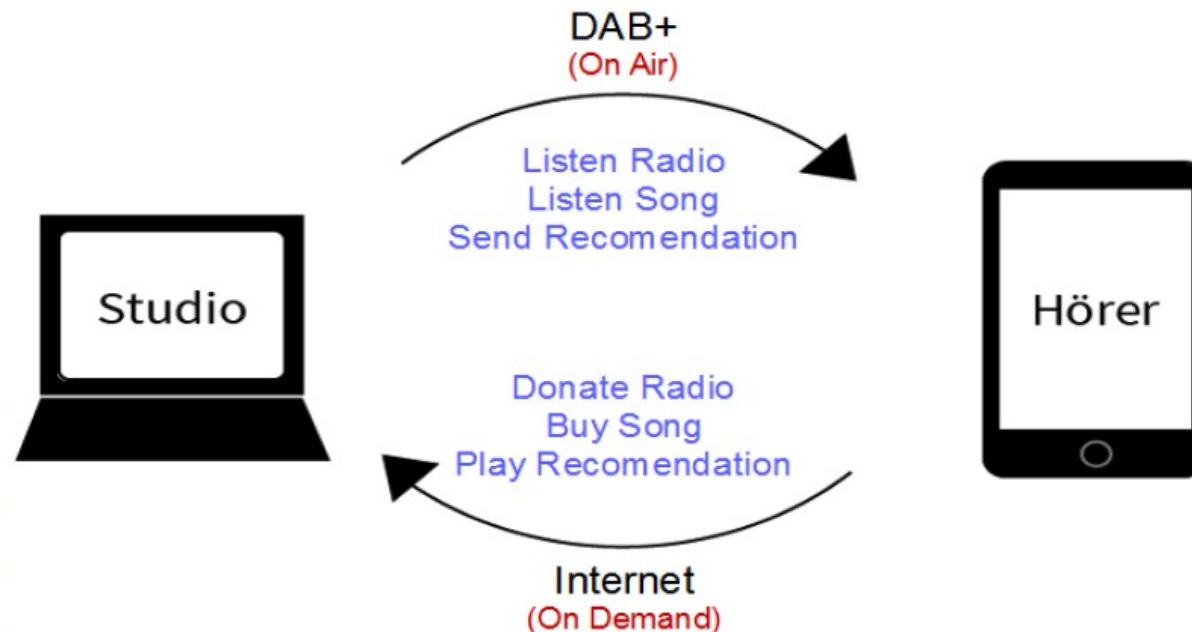 DAB+
(On Air)
Listen Radio
Listen Song
Send Recomendation
Studio
Hörer
Donate Radio
Buy Song
Play Recomendation
Internet
(On Demand)